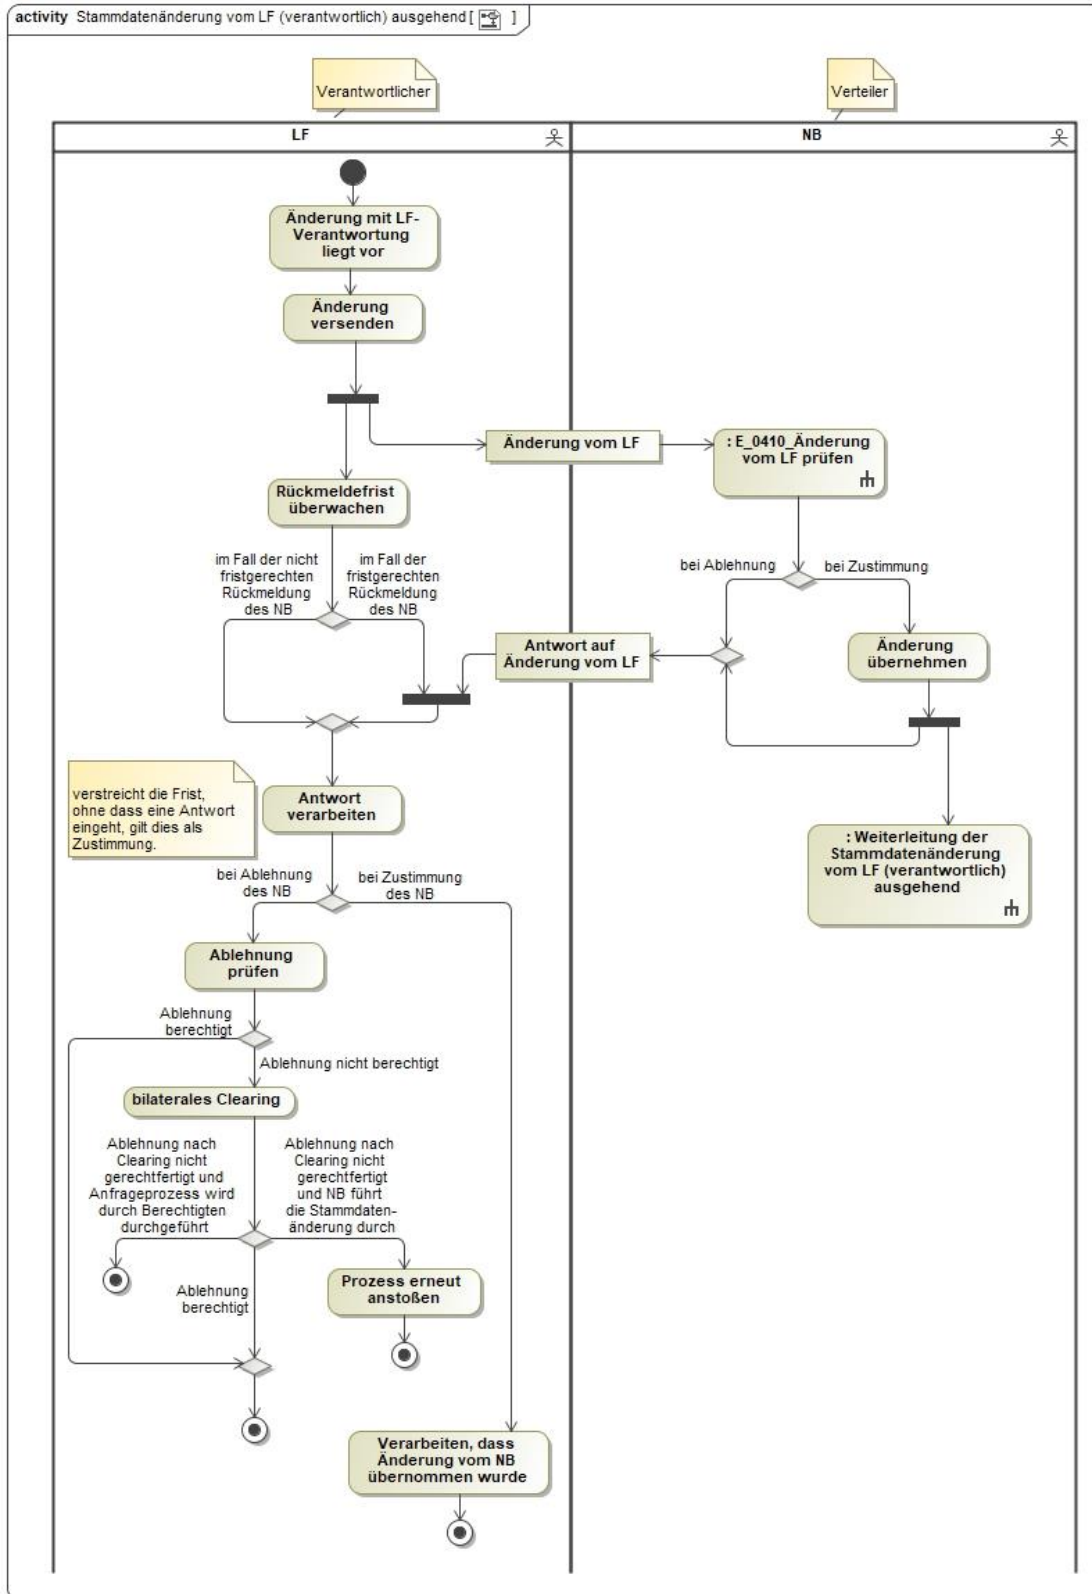 activity Stammdatenänderung vom LF (verantwortlich) ausgehend [ ]
Verantwortlicher
Verteiler
LF
NB
Änderung mit LF-
Verantwortung
liegt vor
Änderung
versenden
Änderung vom LF
: E_0410_Änderung
vom LF prüfen
Rückmeldefrist
überwachen
im Fall der nicht
fristgerechten
Rückmeldung
des NB
im Fall der
fristgerechten
Rückmeldung
des NB
bei Ablehnung
bei Zustimmung
Antwort auf
Änderung vom LF
Änderung
übernehmen
verstreicht die Frist,
ohne dass eine Antwort
eingeht, gilt dies als
Zustimmung.
Antwort
verarbeiten
: Weiterleitung der
Stammdatenänderung
vom LF (verantwortlich)
ausgehend
bei Ablehnung
des NB
bei Zustimmung
des NB
Ablehnung
prüfen
Ablehnung
berechtigt
Ablehnung nicht berechtigt
bilaterales Clearing
Ablehnung nach
Clearing nicht
gerechtfertigt und
Anfrageprozess wird
durch Berechtigten
durchgeführt
Ablehnung nach
Clearing nicht
gerechtfertigt
und NB führt
die Stammdaten-
änderung durch
Ablehnung
berechtigt
Prozess erneut
anstoßen
Verarbeiten, dass
Änderung vom NB
übernommen wurde